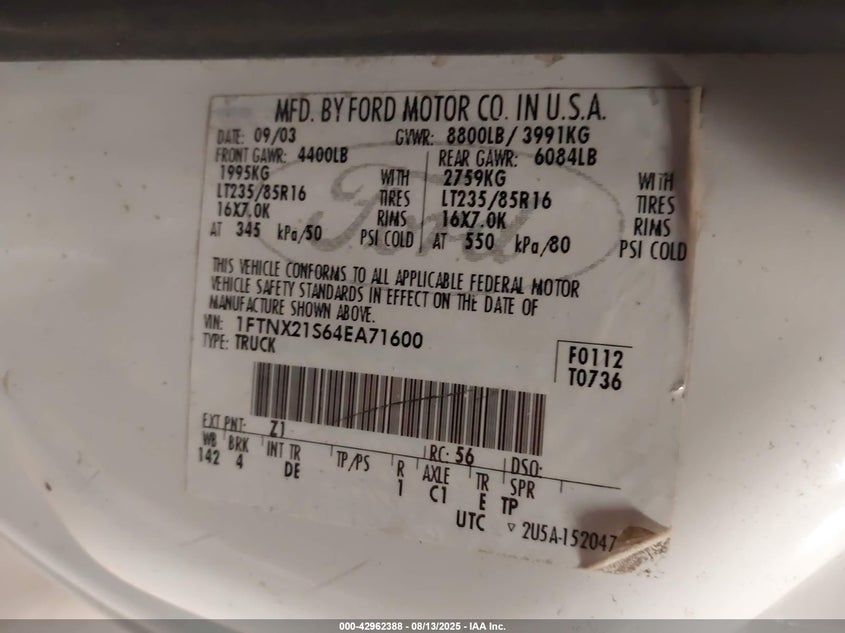 MFD. BY FORD MOTOR CO. IN U.S.A.
DATE: 09/03 GVWR: 8800LB/ 3991KG
FRONT GAWR: 4400LB REAR GAWR: 6084LB
1995KG WITH 2759KG WITH
LT235/85R16 TIRES LT235/85R16 TIRES
16X7.0K RIMS 16X7.0K RIMS
AT 345 kPa/50 PSI COLD AT 550 kPa/80 PSI COLD
Ford
THIS VEHICLE CONFORMS TO ALL APPLICABLE FEDERAL MOTOR
VEHICLE SAFETY STANDARDS IN EFFECT ON THE DATE OF
MANUFACTURE SHOWN ABOVE.
VIN: 1FTNX21S64EA71600
TYPE: TRUCK
F0112
T0736
EXT PNT: Z1 RC: 56 DSO:
WB BRK INT TR TP/PS R AXLE TR SPR
142 4 DE 1 C1 E TP
UTC ▽ 2U5A-152047
000-42962388 - 08/13/2025 - IAA Inc.